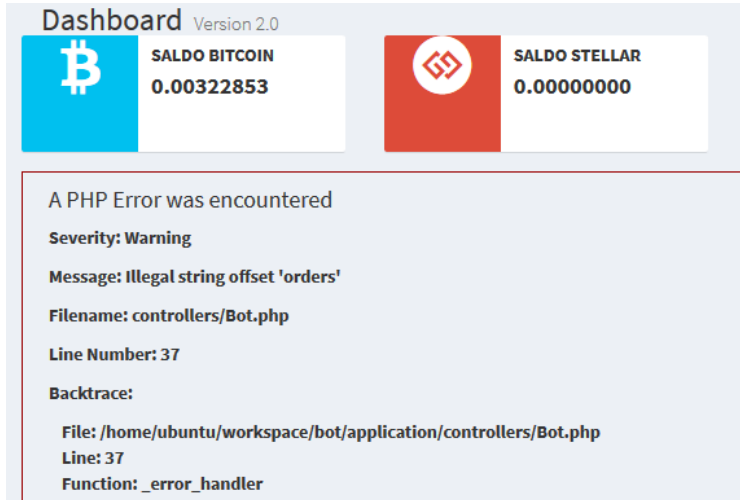 Dashboard Version 2.0
SALDO BITCOIN
0.00322853
SALDO STELLAR
0.00000000
A PHP Error was encountered
Severity: Warning
Message: Illegal string offset 'orders'
Filename: controllers/Bot.php
Line Number: 37
Backtrace:
File: /home/ubuntu/workspace/bot/application/controllers/Bot.php
Line: 37
Function: _error_handler